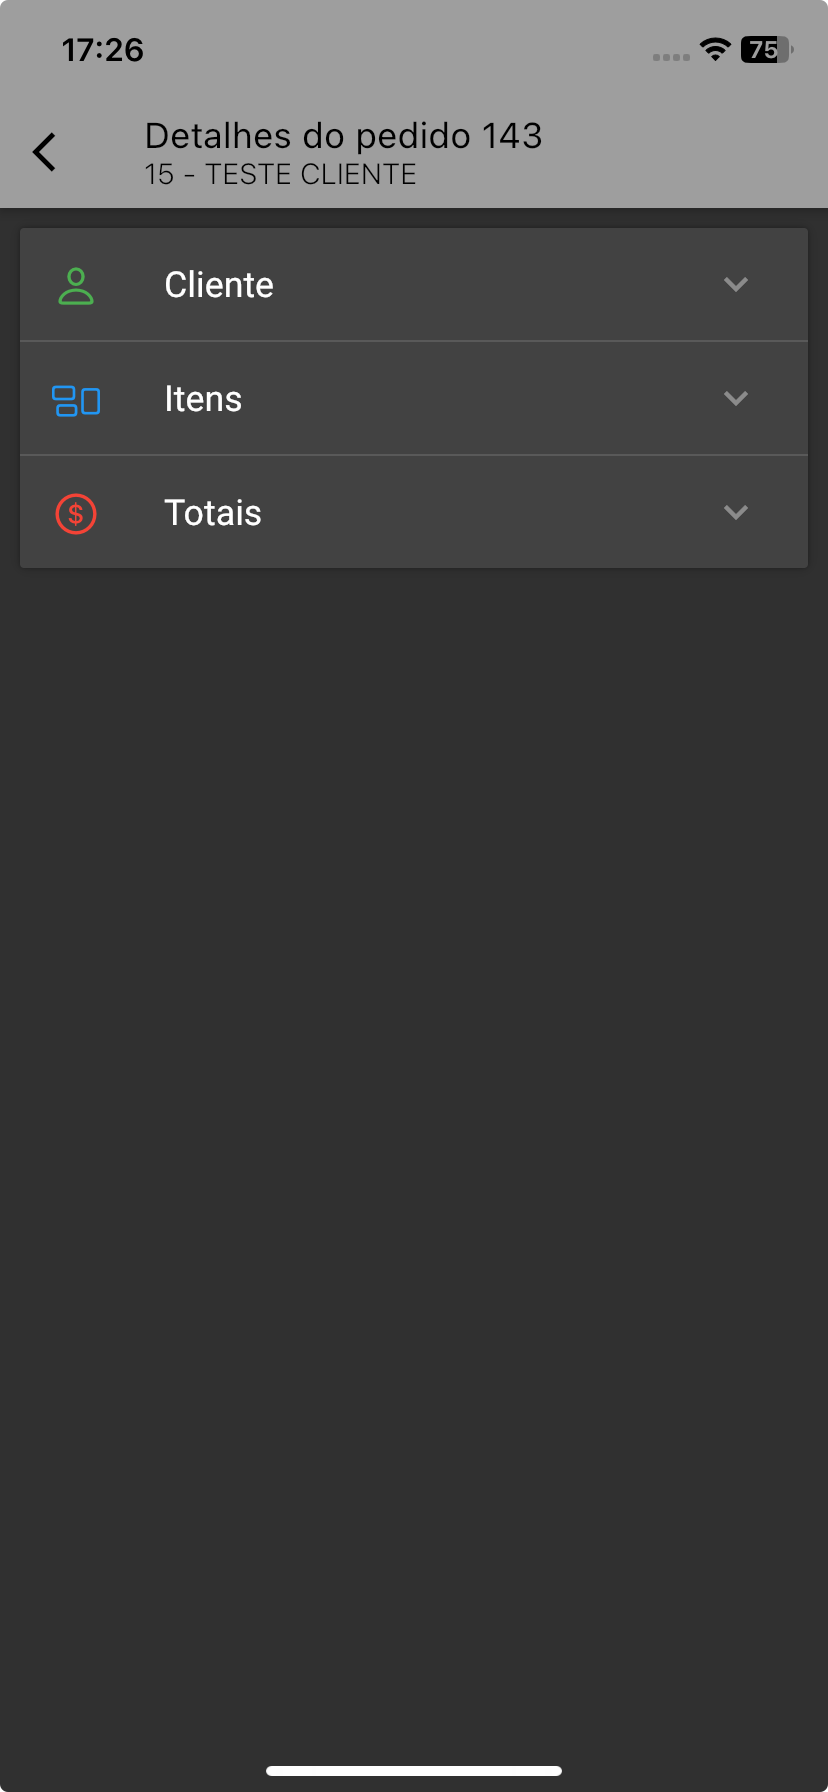 17:26
75
Detalhes do pedido 143
15 - TESTE CLIENTE
Cliente
Itens
$
Totais